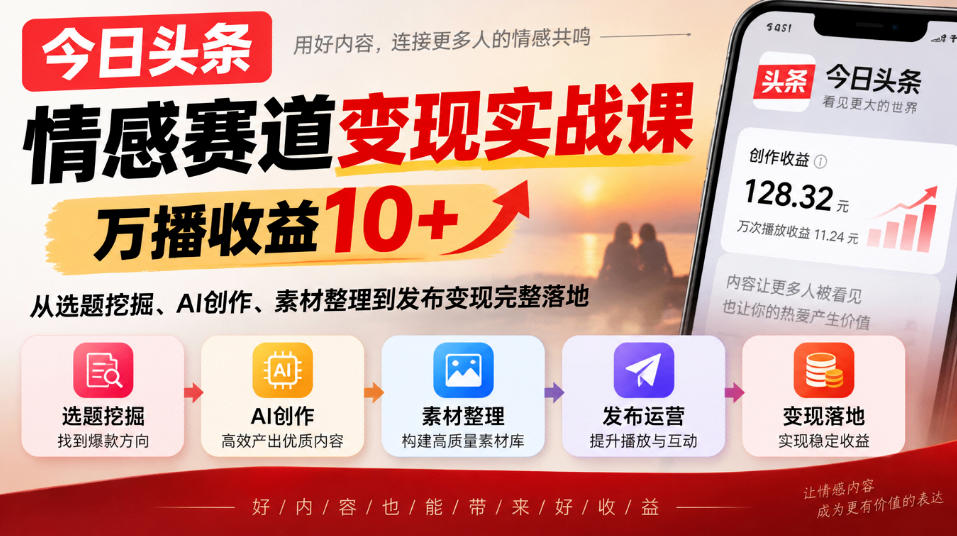 今日头条
用好内容，连接更多人的情感共鸣
情感赛道变现实战课
万播收益10+
从选题挖掘、AI创作、素材整理到发布变现完整落地
头条
今日头条
看见更大的世界
创作收益
128.32 元
万次播放收益 11.24 元
内容让更多人被看见
也让你的热爱产生价值
选题挖掘
找到爆款方向
AI
AI创作
高效产出优质内容
素材整理
构建高质量素材库
发布运营
提升播放与互动
变现落地
实现稳定收益
好/内/容/也/能/带/来/好/收/益
让情感内容
成为更有价值的表达